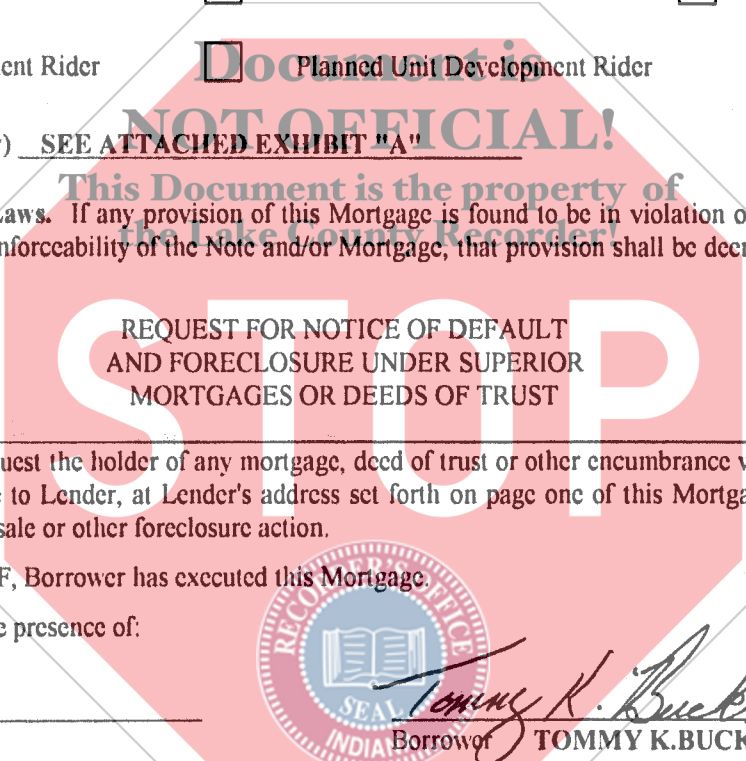 ent Rider Planned Unit Development Rider
Document is
NOT OFFICIAL!
) SEE ATTACHED EXHIBIT "A"
This Document is the property of
the Lake County Recorder!
Laws. If any provision of this Mortgage is found to be in violation o
nforceability of the Note and/or Mortgage, that provision shall be
STOP
REQUEST FOR NOTICE OF DEFAULT
AND FORECLOSURE UNDER SUPERIOR
MORTGAGES OR DEEDS OF TRUST
uest the holder of any mortgage, deed of trust or other encumbrance
e to Lender, at Lender's address set forth on page one of this Mortga
sale or other foreclosure action.
F, Borrower has executed this Mortgage.
e presence of:
RECORDER'S OFFICE
SEAL
INDIANA
Tommy K. Buck
Borrower TOMMY K.BUCK